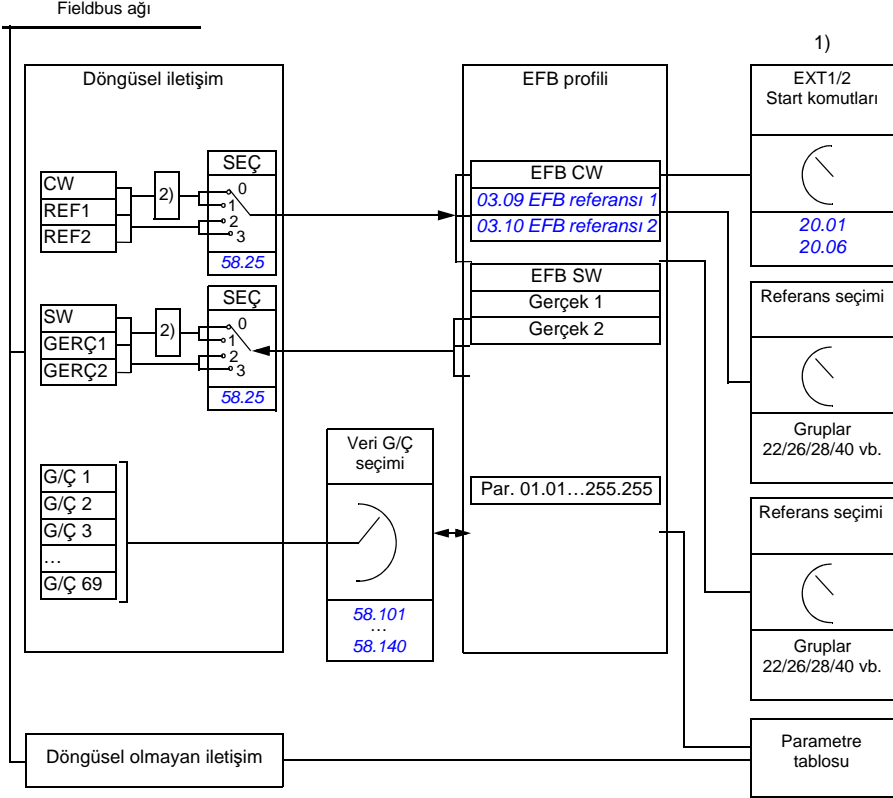 Fieldbus ağı
Döngüsel iletişim
CW
REF1
REF2
2)
SEÇ
0
1
2
3
58.25
SW
GERÇ1
GERÇ2
2)
SEÇ
0
1
2
3
58.25
G/Ç 1
G/Ç 2
G/Ç 3
…
G/Ç 69
Veri G/Ç
seçimi
58.101
…
58.140
EFB profili
EFB CW
03.09 EFB referansı 1
03.10 EFB referansı 2
EFB SW
Gerçek 1
Gerçek 2
Par. 01.01…255.255
1)
EXT1/2
Start komutları
20.01
20.06
Referans seçimi
Gruplar
22/26/28/40 vb.
Referans seçimi
Gruplar
22/26/28/40 vb.
Döngüsel olmayan iletişim
Parametre
tablosu